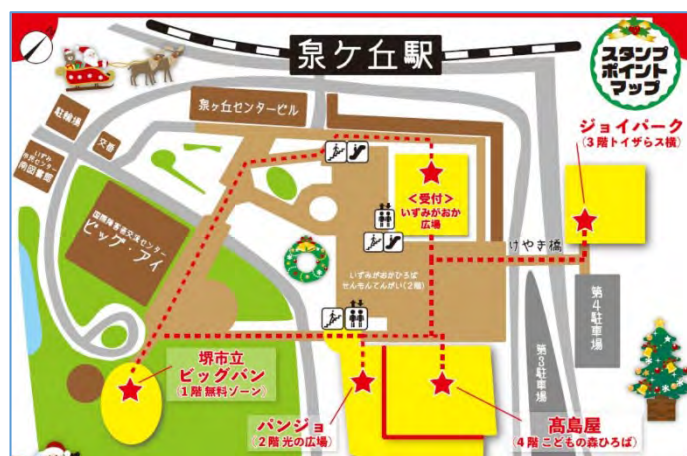 泉ケ丘駅
スタンプ
ポイント
マップ
泉ヶ丘センタービル
駐輪場
交番
南図書館
国際障害者交流センター
ビッグ・アイ
ジョイパーク
(3階トイザらス横)
<受付>
いずみがおか
広場
けやき橋
いずみがおかひろば
せんもんてんがい(2階)
第4駐車場
第3駐車場
堺市立
ビッグバン
(1階 無料ゾーン)
パンジョ
(2階 光の広場)
髙島屋
(4階 こどもの森ひろば)